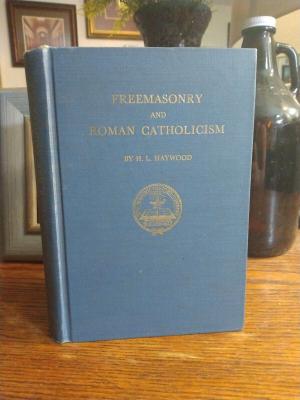 FREEMASONRY
AND
ROMAN CATHOLICISM
BY H. L. HAYWOOD